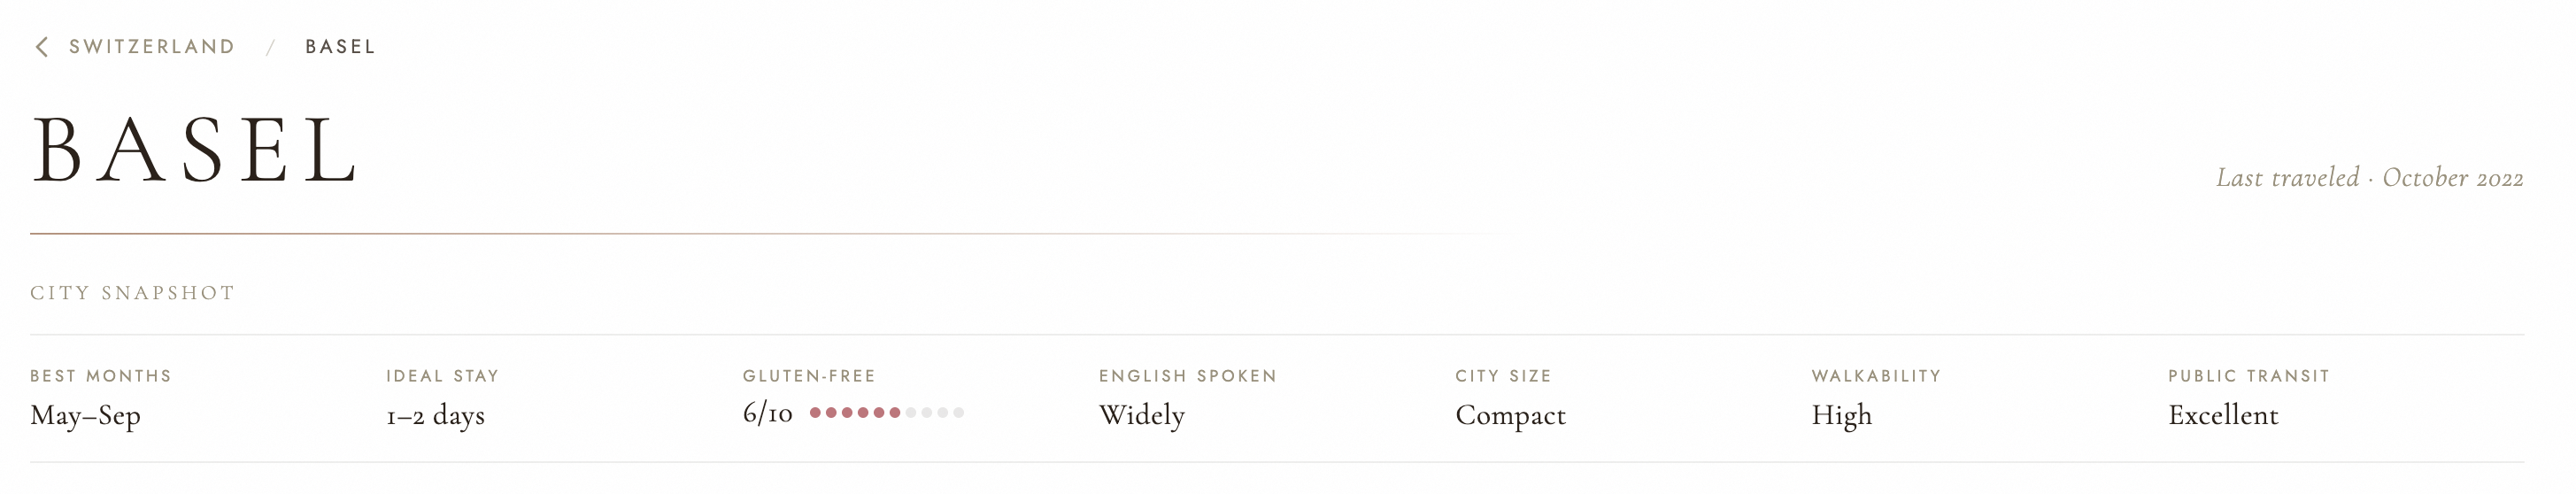 SWITZERLAND / BASEL
BASEL
Last traveled · October 2022
CITY SNAPSHOT
BEST MONTHS IDEAL STAY GLUTEN-FREE ENGLISH SPOKEN CITY SIZE WALKABILITY PUBLIC TRANSIT
May–Sep 1–2 days 6/10 Widely Compact High Excellent